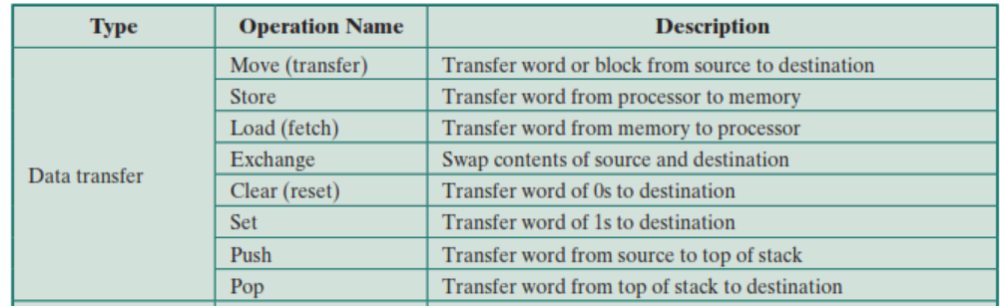 Type Operation Name Description
Data transfer
Move (transfer) Transfer word or block from source to destination
Store Transfer word from processor to memory
Load (fetch) Transfer word from memory to processor
Exchange Swap contents of source and destination
Clear (reset) Transfer word of 0s to destination
Set Transfer word of 1s to destination
Push Transfer word from source to top of stack
Pop Transfer word from top of stack to destination